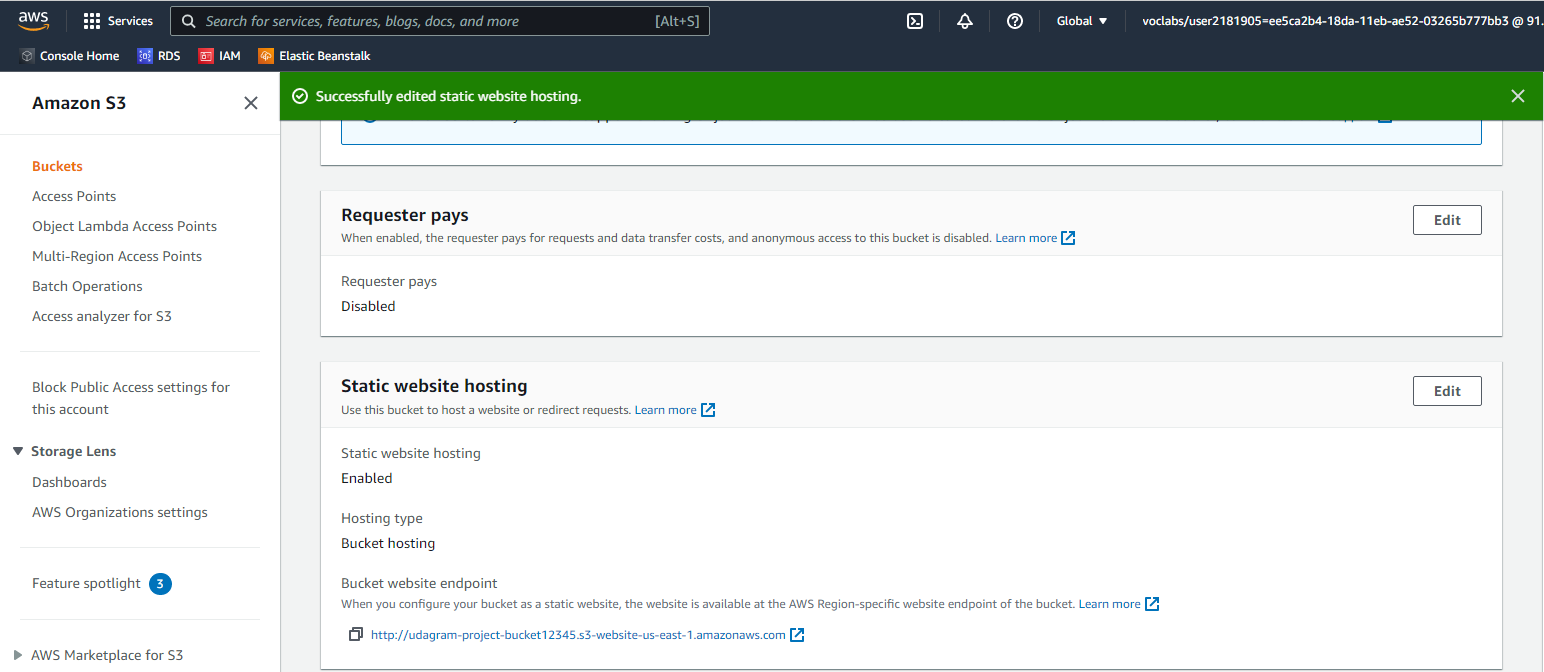 aws
Services
Search for services, features, blogs, docs, and more
[Alt+S]
Global
voclabs/user2181905=ee5ca2b4-18da-11eb-ae52-03265b777bb3 @ 91.
Console Home
RDS
IAM
Elastic Beanstalk
Amazon S3
Successfully edited static website hosting.
Buckets
Access Points
Object Lambda Access Points
Multi-Region Access Points
Batch Operations
Access analyzer for S3
Block Public Access settings for
this account
Storage Lens
Dashboards
AWS Organizations settings
Feature spotlight 3
AWS Marketplace for S3
Requester pays
Edit
When enabled, the requester pays for requests and data transfer costs, and anonymous access to this bucket is disabled. Learn more
Requester pays
Disabled
Static website hosting
Edit
Use this bucket to host a website or redirect requests. Learn more
Static website hosting
Enabled
Hosting type
Bucket hosting
Bucket website endpoint
When you configure your bucket as a static website, the website is available at the AWS Region-specific website endpoint of the bucket. Learn more
http://udagram-project-bucket12345.s3-website-us-east-1.amazonaws.com